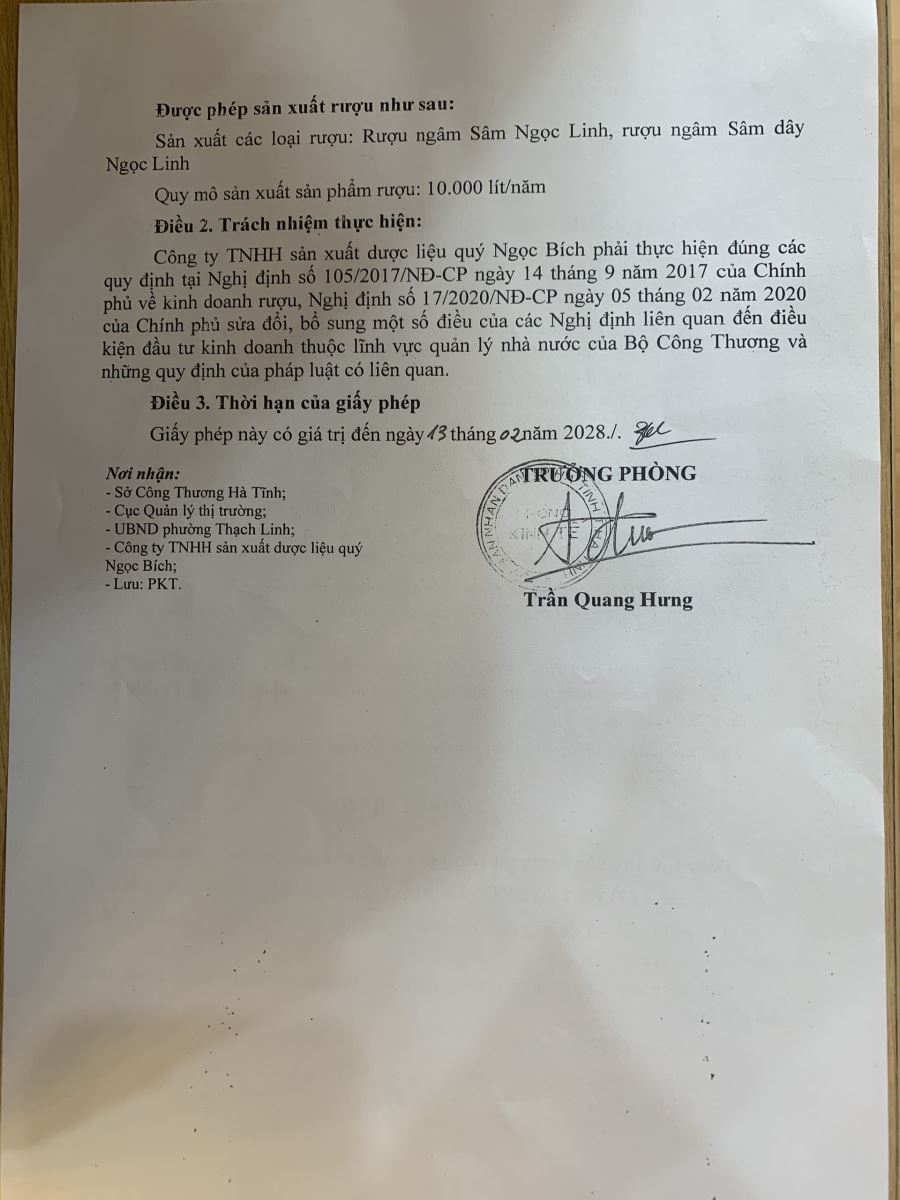 Được phép sản xuất rượu như sau:
Sản xuất các loại rượu: Rượu ngâm Sâm Ngọc Linh, rượu ngâm Sâm dây
Ngọc Linh
Quy mô sản xuất sản phẩm rượu: 10.000 lít/năm
Điều 2. Trách nhiệm thực hiện:
Công ty TNHH sản xuất dược liệu quý Ngọc Bích phải thực hiện đúng các
quy định tại Nghị định số 105/2017/NĐ-CP ngày 14 tháng 9 năm 2017 của Chính
phủ về kinh doanh rượu, Nghị định số 17/2020/NĐ-CP ngày 05 tháng 02 năm 2020
của Chính phủ sửa đổi, bổ sung một số điều của các Nghị định liên quan đến điều
kiện đầu tư kinh doanh thuộc lĩnh vực quản lý nhà nước của Bộ Công Thương và
những quy định của pháp luật có liên quan.
Điều 3. Thời hạn của giấy phép
Giấy phép này có giá trị đến ngày 13 tháng 02 năm 2028./.
Nơi nhận:
- Sở Công Thương Hà Tĩnh;
- Cục Quản lý thị trường;
- UBND phường Thạch Linh;
- Công ty TNHH sản xuất dược liệu quý
Ngọc Bích;
- Lưu: PKT.
TRƯỞNG PHÒNG
PHÒNG
KINH TẾ
Trần Quang Hưng